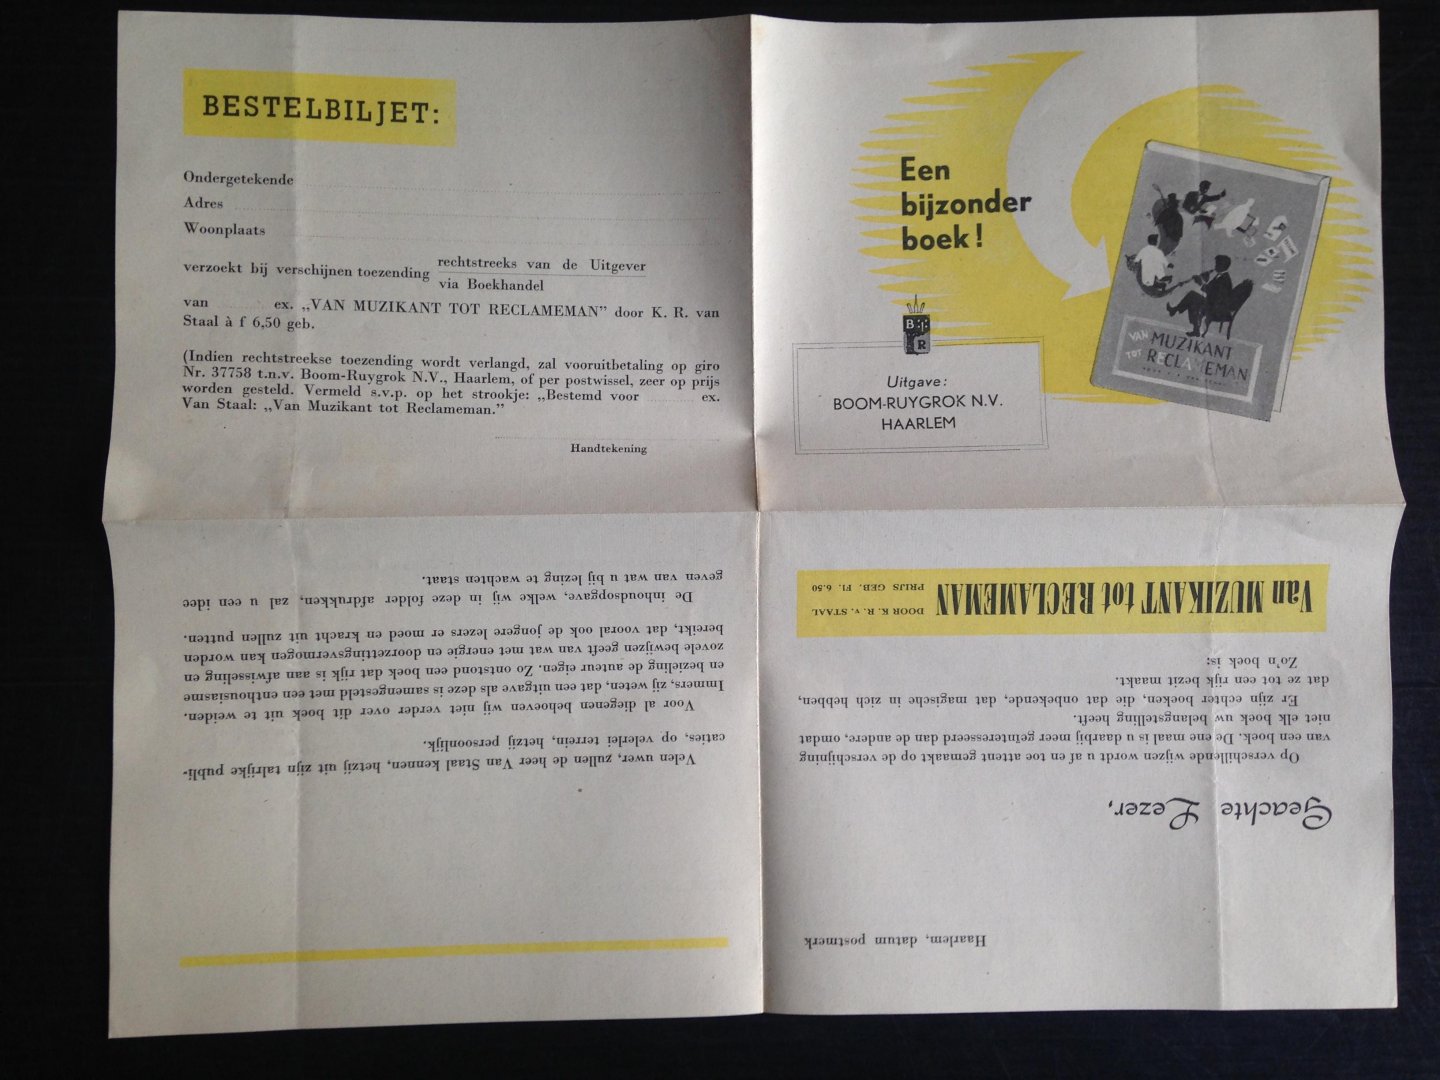 BESTELBILJET:
Ondergetekende
Adres
Woonplaats
verzoekt bij verschijnen toezending rechtstreeks van de Uitgever
via Boekhandel
van ex. „VAN MUZIKANT TOT RECLAMEMAN” door K. R. van
Staal à f 6,50 geb.
(Indien rechtstreekse toezending wordt verlangd, zal vooruitbetaling op giro
Nr. 37758 t.n.v. Boom-Ruygrok N.V., Haarlem, of per postwissel, zeer op prijs
worden gesteld. Vermeld s.v.p. op het strookje: „Bestemd voor ex.
Van Staal: „Van Muzikant tot Reclameman.”
Handtekening
Een
bijzonder
boek!
B T
R
Uitgave:
BOOM-RUYGROK N.V.
HAARLEM
VAN
MUZIKANT
TOT
RECLAMEMAN
Haarlem, datum postmerk
Geachte Lezer,
Op verschillende wijzen wordt u af en toe attent gemaakt op de verschijning
van een boek. De ene maal is u daarbij meer geïnteresseerd dan de andere, omdat
niet elk boek uw belangstelling heeft.
Er zijn echter boeken, die dat onbekende, dat magische in zich hebben,
dat ze tot een rijk bezit maakt.
Zo'n boek is:
Van MUZIKANT tot RECLAMEMAN
DOOR K. R. v. STAAL
PRIJS GEB. Fl. 6.50
Velen uwer, zullen de heer Van Staal kennen, hetzij uit zijn talrijke publi-
caties, op velerlei terrein, hetzij persoonlijk.
Voor al diegenen behoeven wij niet verder over dit boek uit te weiden.
Immers, zij weten, dat een uitgave als deze is samengesteld met een enthousiasme
en bezieling de auteur eigen. Zo ontstond een boek dat rijk is aan afwisseling en
zovele bewijzen geeft van wat met energie en doorzettingsvermogen kan worden
bereikt, dat vooral ook de jongere lezers er moed en kracht uit zullen putten.
De inhoudsopgave, welke wij in deze folder afdrukken, zal u een idee
geven van wat u bij lezing te wachten staat.